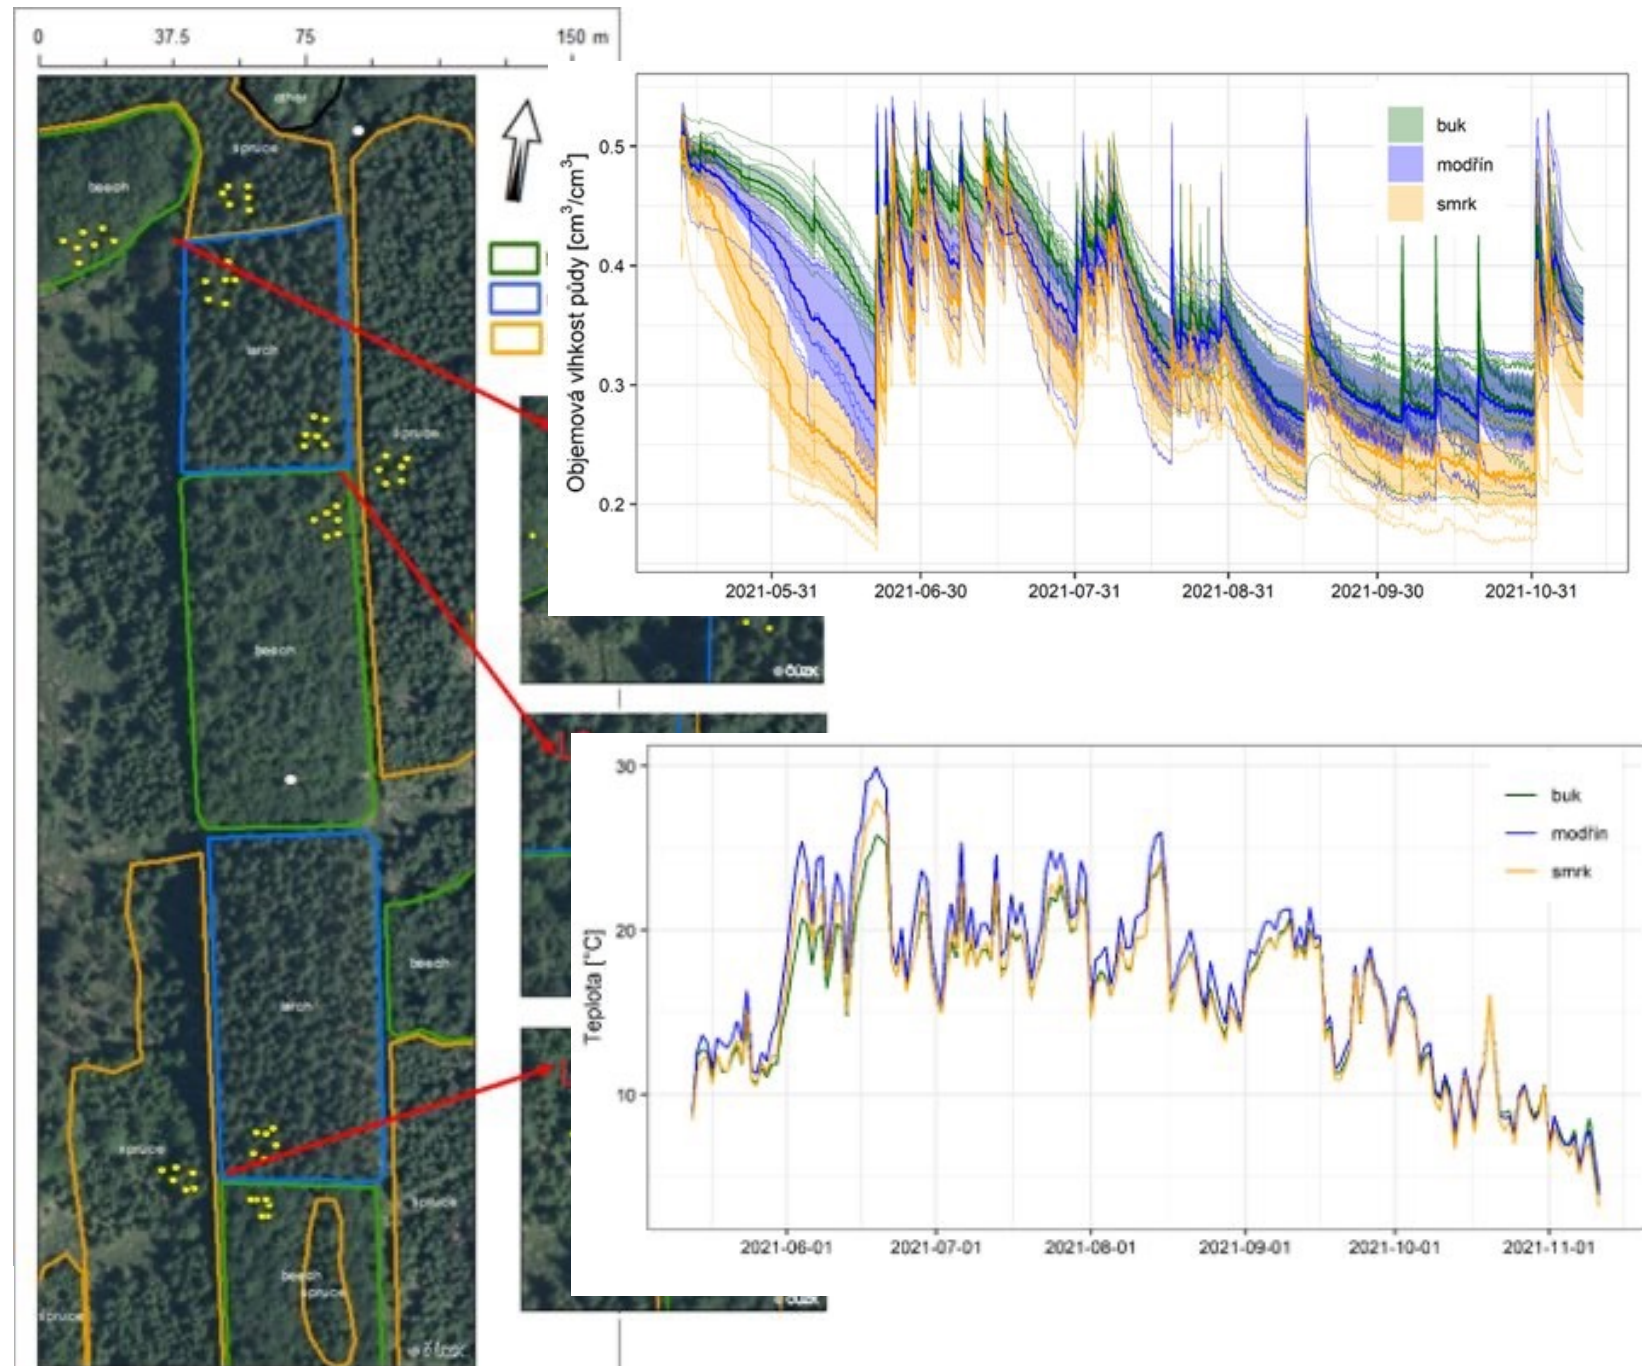 0 37.5 75 150 m
other
spruce
beech
larch
spruce
beech
larch
beech
spruce
spruce
beech
spruce
spruce
© ČÚZK
© ČÚZK
Objemová vlhkost půdy [cm³/cm³]
0.5
0.4
0.3
0.2
buk
modřín
smrk
2021-05-31 2021-06-30 2021-07-31 2021-08-31 2021-09-30 2021-10-31
Teplota [°C]
30
20
10
buk
modřín
smrk
2021-06-01 2021-07-01 2021-08-01 2021-09-01 2021-10-01 2021-11-01